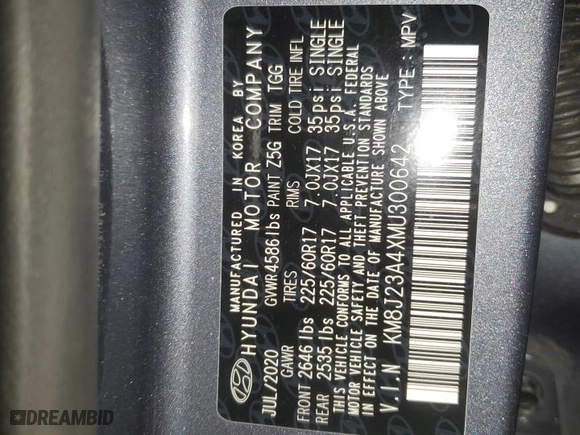 MANUFACTURED IN KOREA BY
HYUNDAI MOTOR COMPANY
JUL/2020 GVWR 4586 lbs PAINT Z5G TRIM TGG
GAWR TIRES RIMS COLD TIRE INFL
FRONT 2646 lbs 225/60R17 7.0JX17 35psi SINGLE
REAR 2535 lbs 225/60R17 7.0JX17 35psi SINGLE
THIS VEHICLE CONFORMS TO ALL APPLICABLE U.S.A. FEDERAL
MOTOR VEHICLE SAFETY AND THEFT PREVENTION STANDARDS
IN EFFECT ON THE DATE OF MANUFACTURE SHOWN ABOVE
V.I.N KM8J23A4XMU300642 TYPE : MPV
DREAMBID